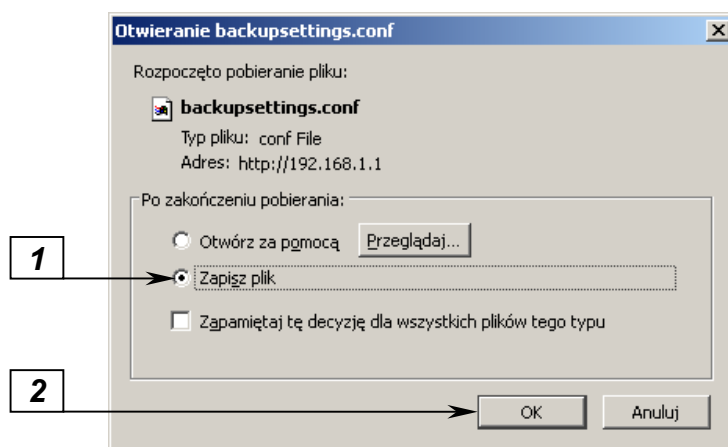 Otwieranie backupsettings.conf
Rozpoczęto pobieranie pliku:
backupsettings.conf
Typ pliku: conf File
Adres: http://192.168.1.1
Po zakończeniu pobierania:
Otwórz za pomocą Przeglądaj...
1
Zapisz plik
Zapamiętaj tę decyzję dla wszystkich plików tego typu
2
OK Anuluj